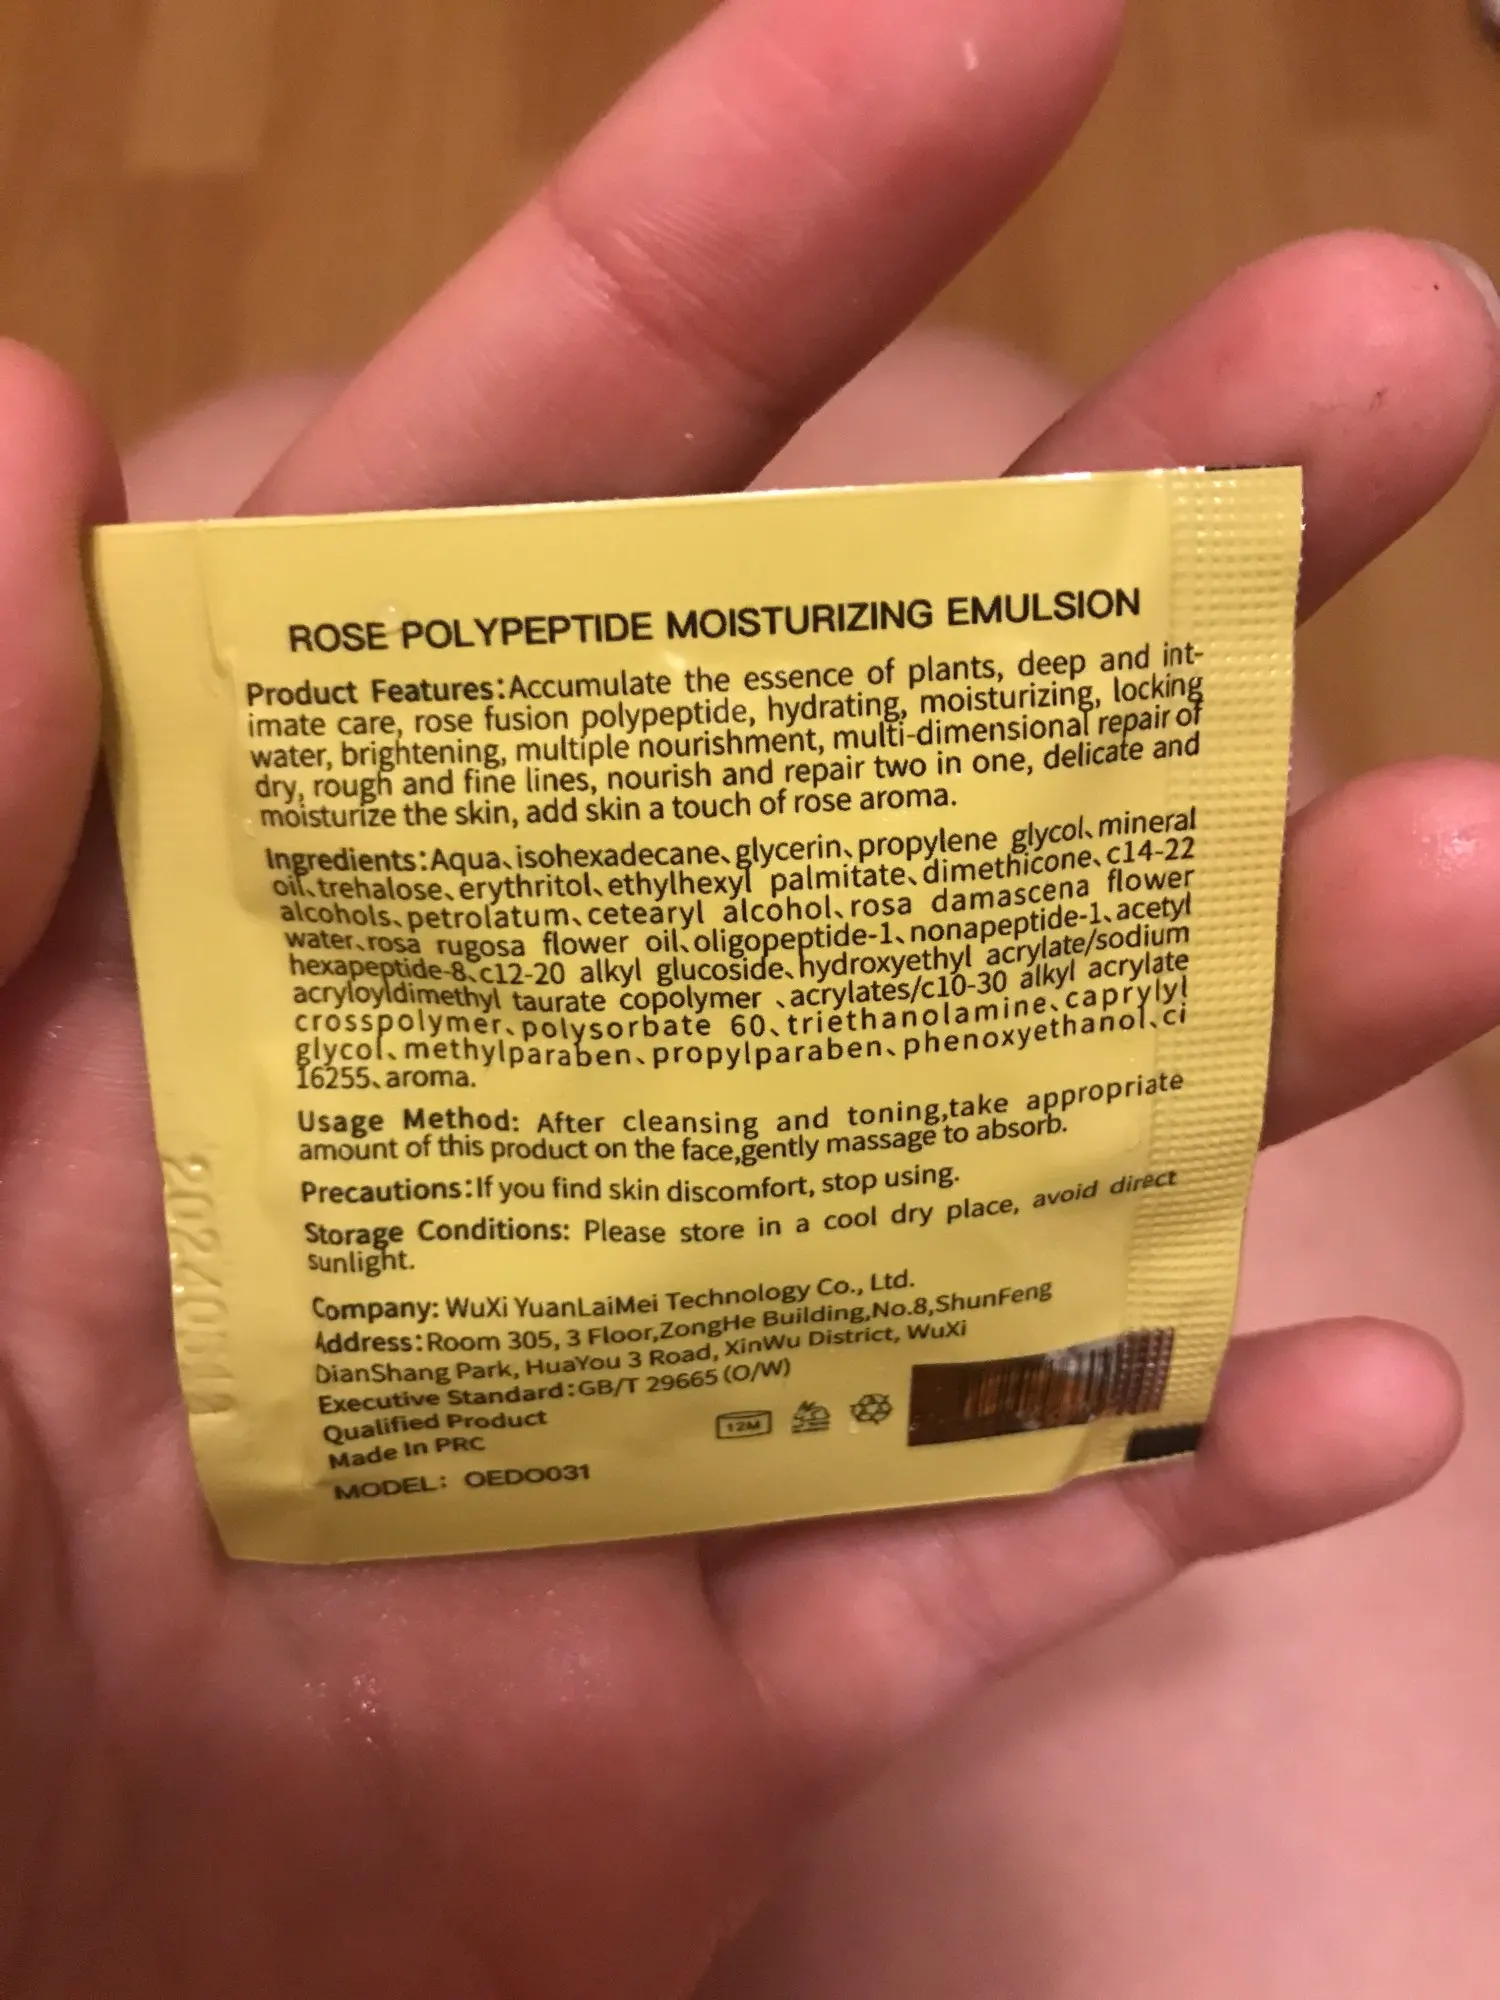 ROSE POLYPEPTIDE MOISTURIZING EMULSION
Product Features:Accumulate the essence of plants, deep and int-
imate care, rose fusion polypeptide, hydrating, moisturizing, locking
water, brightening, multiple nourishment, multi-dimensional repair of
dry, rough and fine lines, nourish and repair two in one, delicate and
moisturize the skin, add skin a touch of rose aroma.
Ingredients:Aqua、isohexadecane、glycerin、propylene glycol、mineral
oil、trehalose、erythritol、ethylhexyl palmitate、dimethicone、c14-22
alcohols、petrolatum、cetearyl alcohol、rosa damascena flower
water、rosa rugosa flower oil、oligopeptide-1、nonapeptide-1、acetyl
hexapeptide-8、c12-20 alkyl glucoside、hydroxyethyl acrylate/sodium
acryloyldimethyl taurate copolymer 、acrylates/c10-30 alkyl acrylate
crosspolymer、polysorbate 60、triethanolamine、caprylyl
glycol、methylparaben、propylparaben、phenoxyethanol、ci
16255、aroma.
Usage Method: After cleansing and toning,take appropriate
amount of this product on the face,gently massage to absorb.
Precautions:If you find skin discomfort, stop using.
Storage Conditions: Please store in a cool dry place, avoid direct
sunlight.
Company: WuXi YuanLaiMei Technology Co., Ltd.
Address:Room 305, 3 Floor,ZongHe Building,No.8,ShunFeng
DianShang Park, HuaYou 3 Road, XinWu District, WuXi
Executive Standard:GB/T 29665 (O/W)
Qualified Product
Made In PRC
MODEL: OEDO031
12M